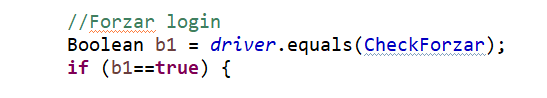 //Forzar login
Boolean b1 = driver.equals(CheckForzar);
if (b1==true) {